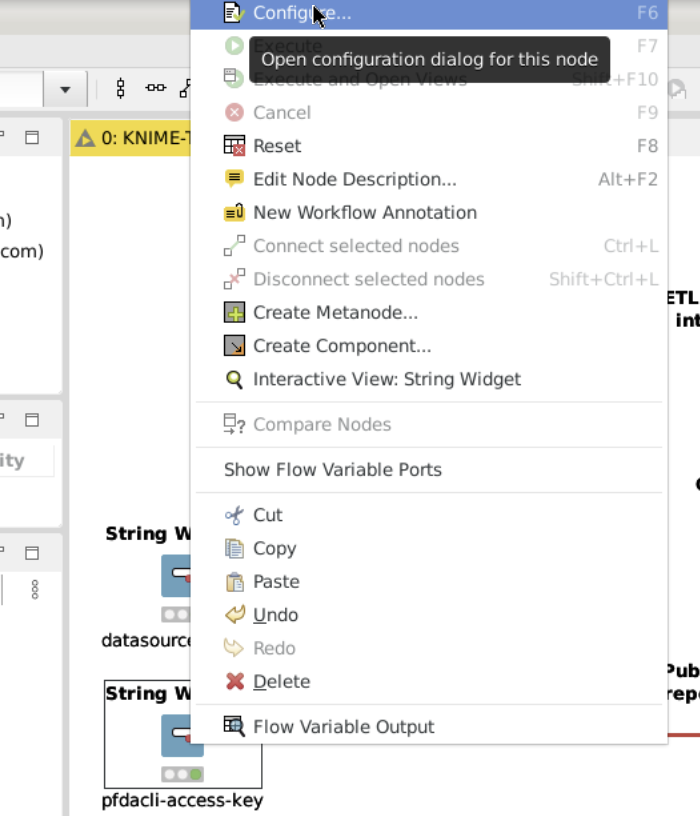 Configure... F6
Execute F7
Open configuration dialog for this node
Execute and Open Views Shift+F10
Cancel F9
0: KNIME-T
Reset F8
Edit Node Description... Alt+F2
New Workflow Annotation
com)
Connect selected nodes Ctrl+L
Disconnect selected nodes Shift+Ctrl+L
ETL
Create Metanode...
int
Create Component...
Interactive View: String Widget
Compare Nodes
ity
Show Flow Variable Ports
Cut
String W
Copy
Paste
Undo
datasource
Redo
Pub
Delete
String W
rep
Flow Variable Output
pfdacli-access-key